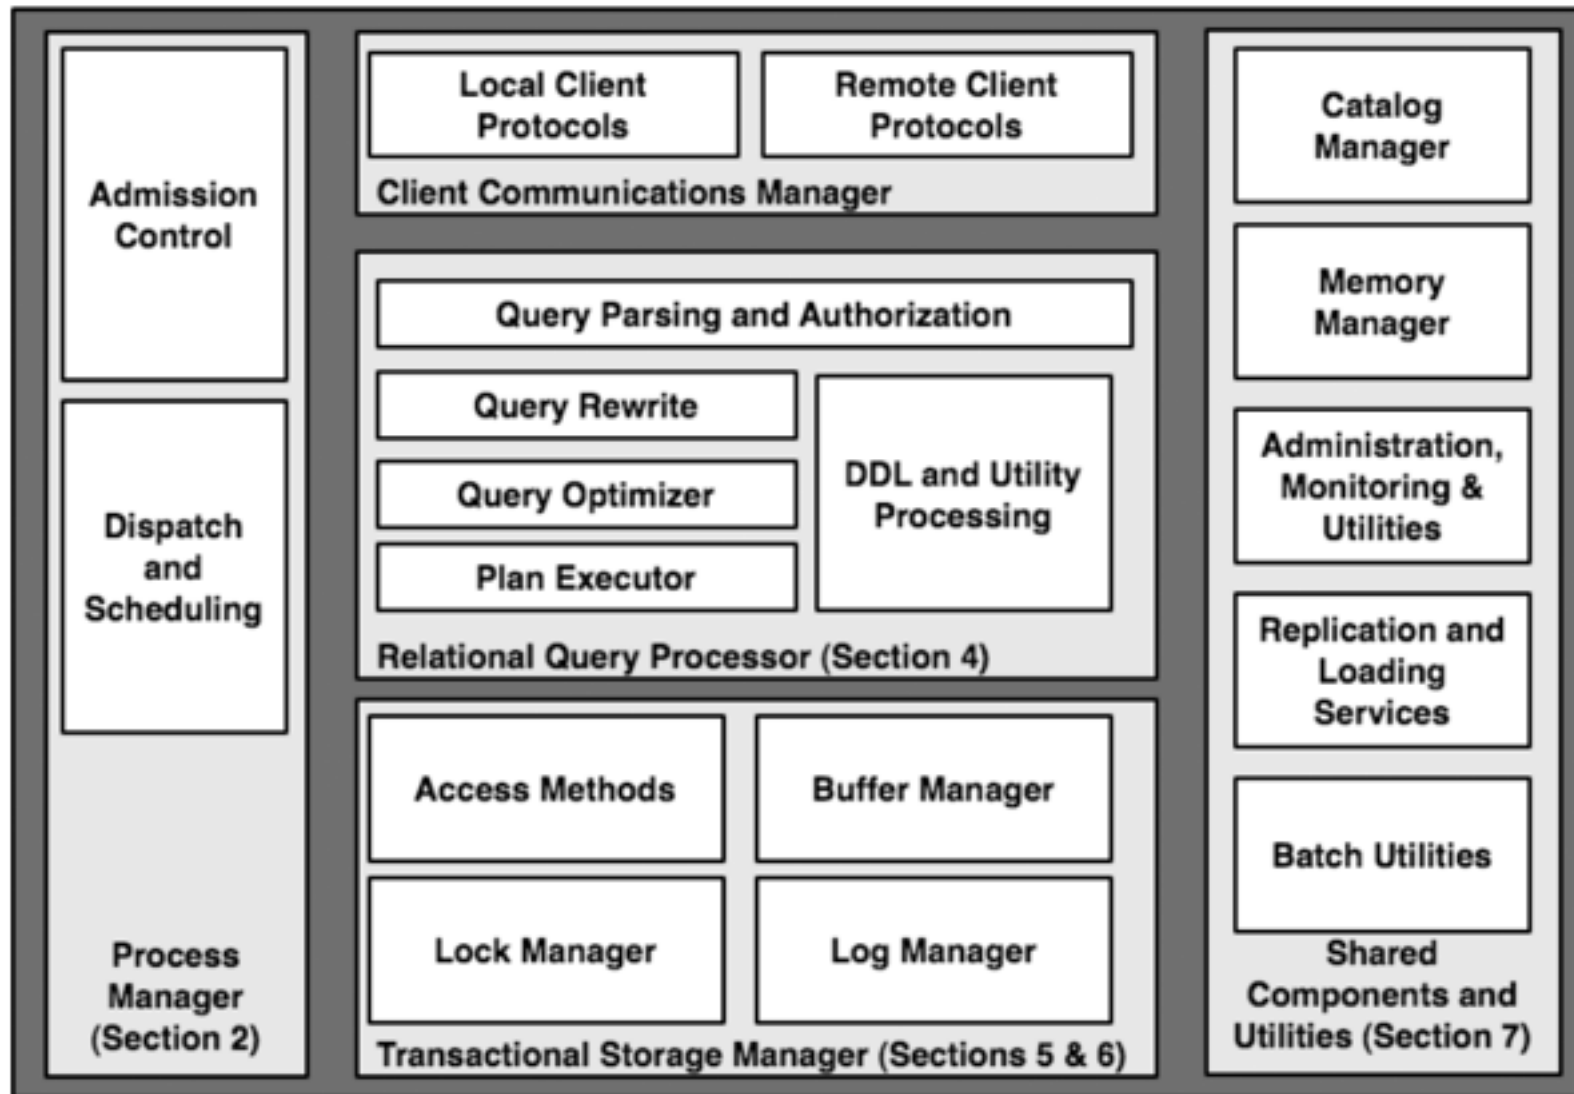 Admission
Control
Dispatch
and
Scheduling
Process
Manager
(Section 2)
Local Client
Protocols
Remote Client
Protocols
Client Communications Manager
Query Parsing and Authorization
Query Rewrite
Query Optimizer
Plan Executor
DDL and Utility
Processing
Relational Query Processor (Section 4)
Access Methods
Buffer Manager
Lock Manager
Log Manager
Transactional Storage Manager (Sections 5 & 6)
Catalog
Manager
Memory
Manager
Administration,
Monitoring &
Utilities
Replication and
Loading
Services
Batch Utilities
Shared
Components and
Utilities (Section 7)